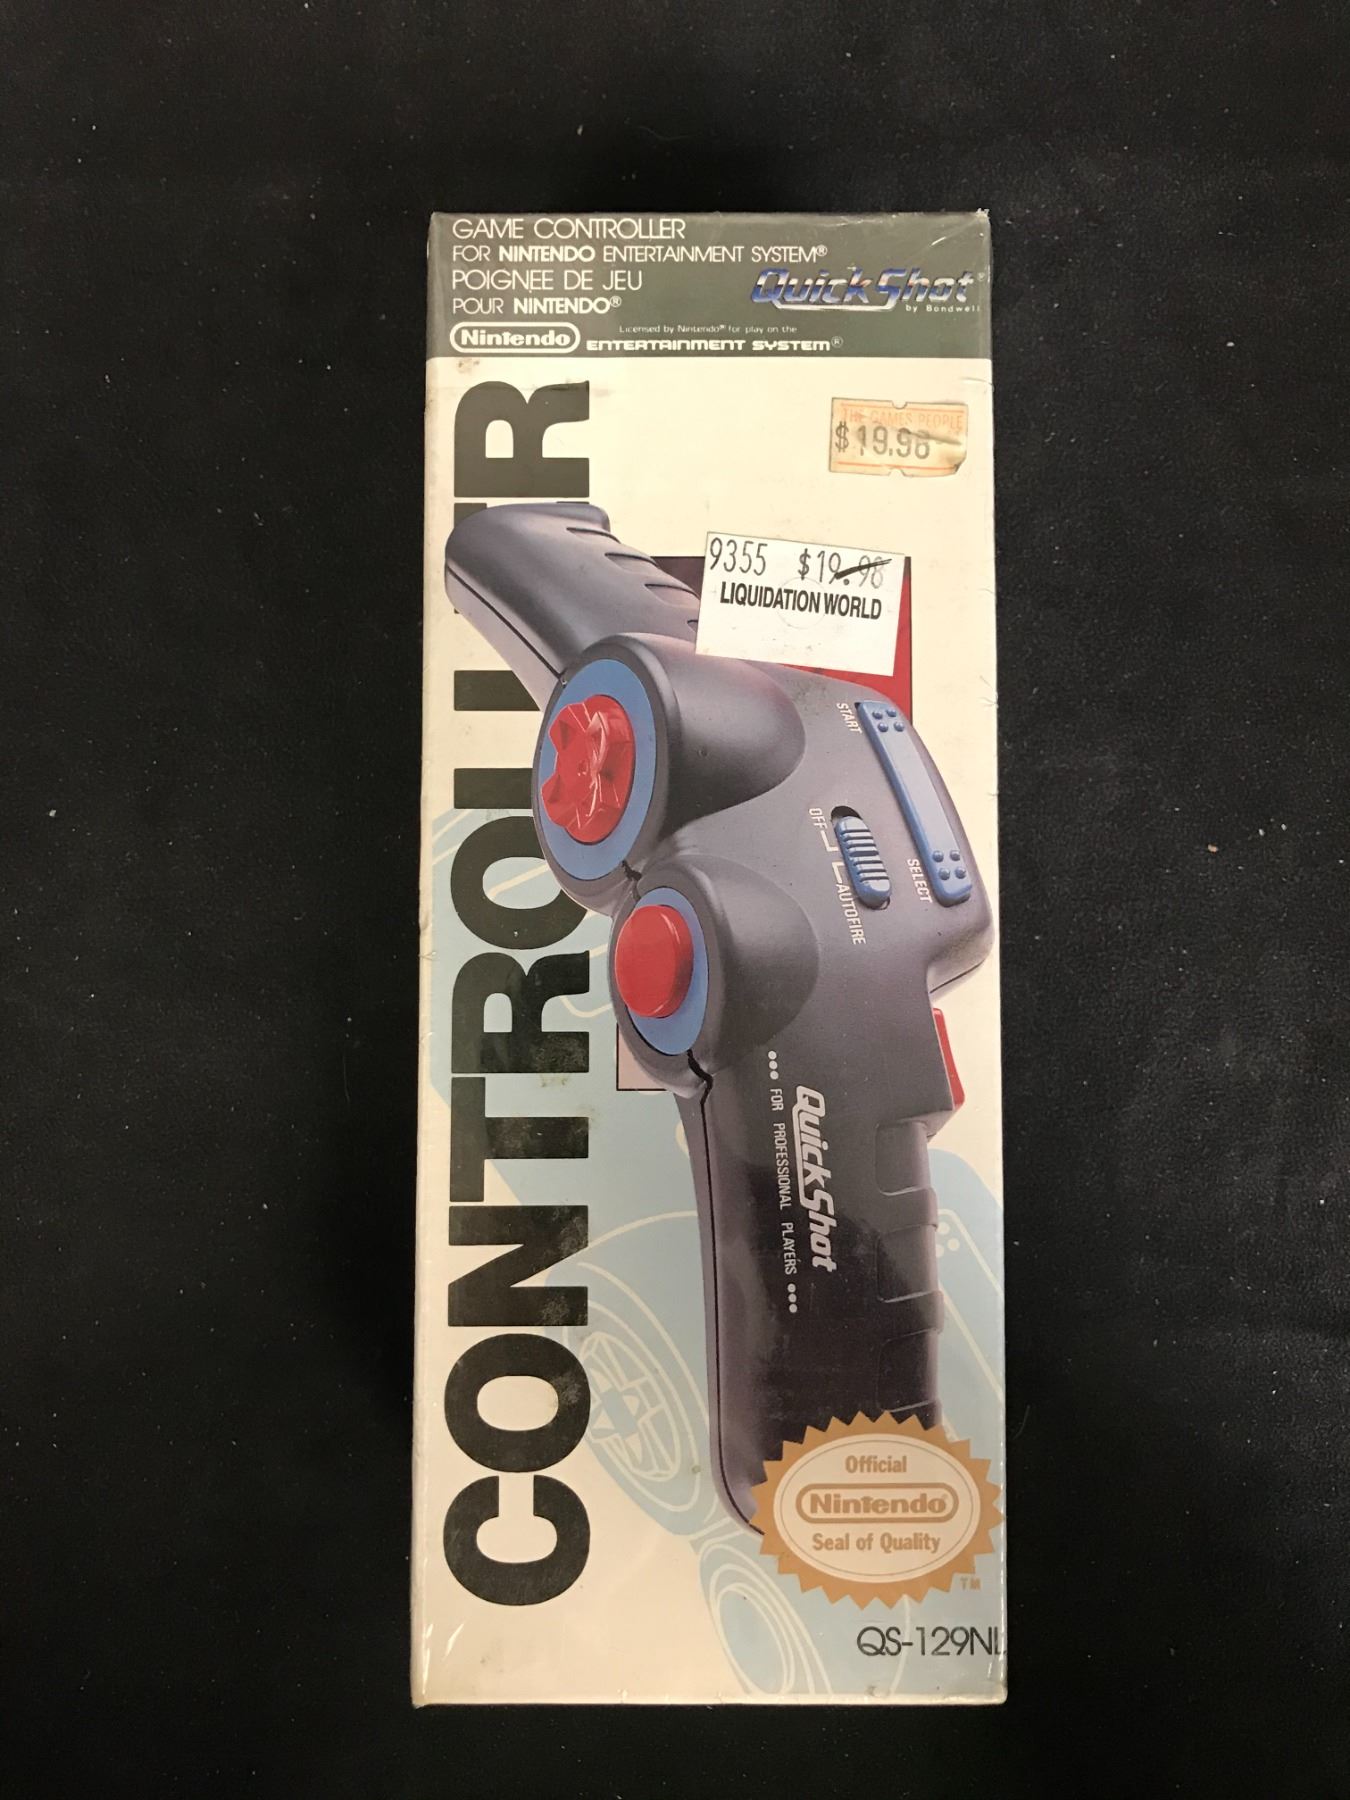 GAME CONTROLLER
FOR NINTENDO ENTERTAINMENT SYSTEM®
POIGNEE DE JEU
POUR NINTENDO®
QuickShot®
by Bondwell
Nintendo
Licensed by Nintendo® for play on the
ENTERTAINMENT SYSTEM®
THE GAMES PEOPLE
$19.98
9355 $19.98
LIQUIDATION WORLD
CONTROLLER
START
OFF
SELECT
AUTOFIRE
QuickShot
••• FOR PROFESSIONAL PLAYERS •••
Official
Nintendo®
Seal of Quality
TM
QS-129NL